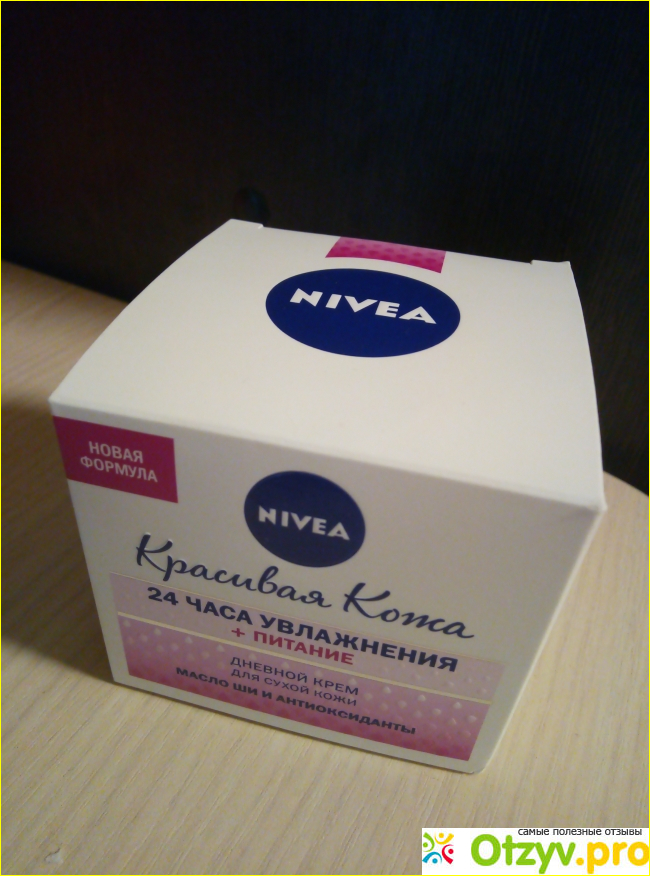 NIVEA
НОВАЯ
ФОРМУЛА
NIVEA
Красивая Кожа
24 ЧАСА УВЛАЖНЕНИЯ
+ ПИТАНИЕ
ДНЕВНОЙ КРЕМ
ДЛЯ СУХОЙ КОЖИ
МАСЛО ШИ И АНТИОКСИДАНТЫ
самые полезные отзывы
Otzyv.pro